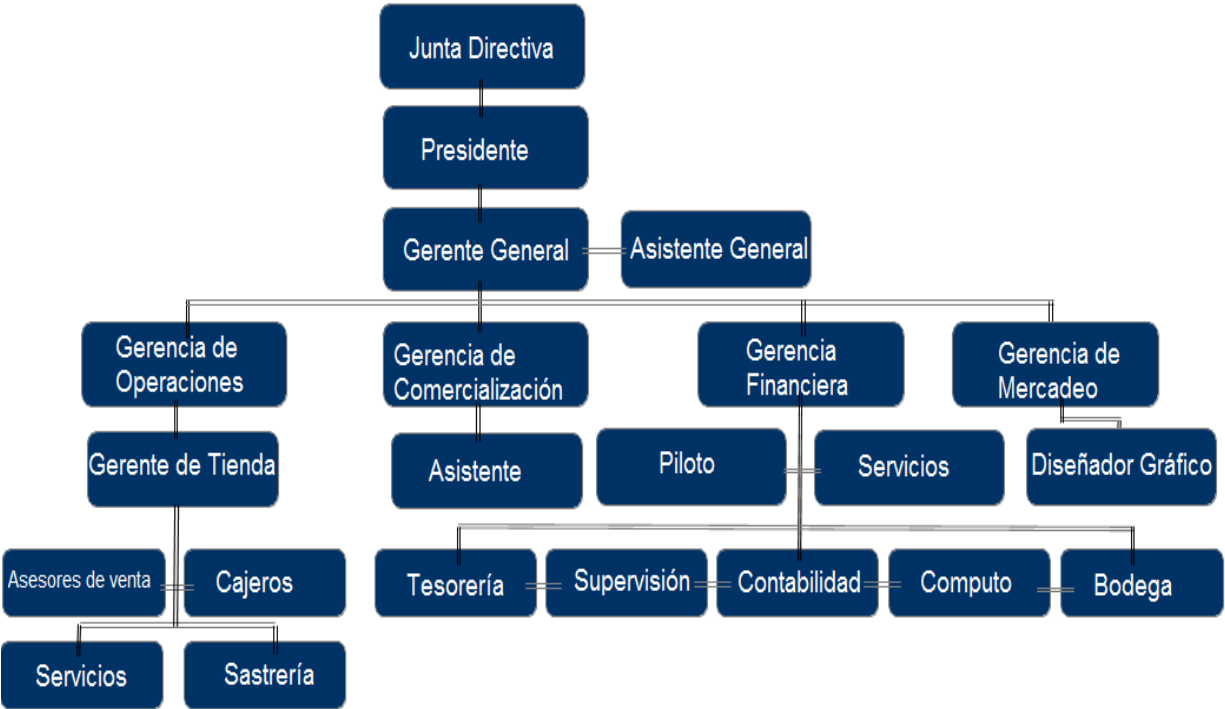 Junta Directiva
Presidente
Gerente General
Asistente General
Gerencia de
Operaciones
Gerencia de
Comercialización
Gerencia
Financiera
Gerencia de
Mercadeo
Gerente de Tienda
Asistente
Piloto
Servicios
Diseñador Gráfico
Asesores de venta
Cajeros
Tesorería
Supervisión
Contabilidad
Computo
Bodega
Servicios
Sastrería